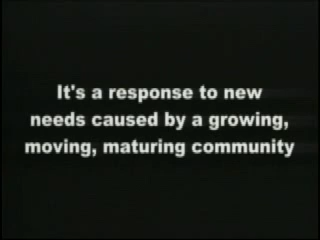 It's a response to new
needs caused by a growing,
moving, maturing community